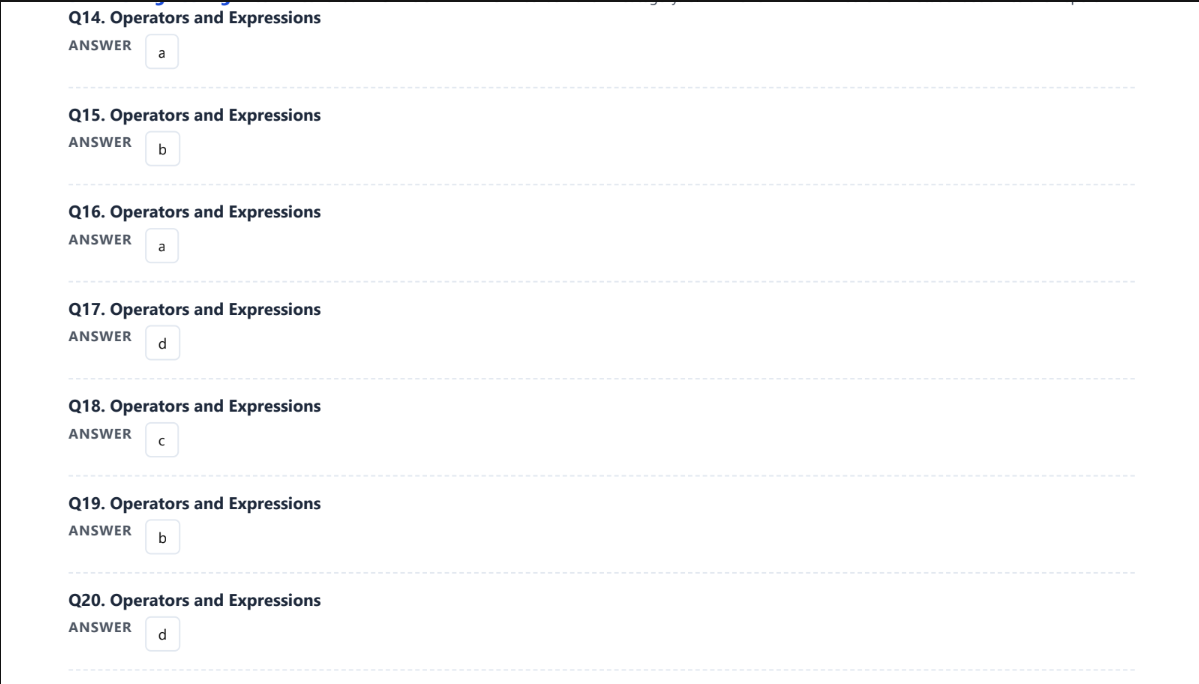 Q14. Operators and Expressions
ANSWER a
Q15. Operators and Expressions
ANSWER b
Q16. Operators and Expressions
ANSWER a
Q17. Operators and Expressions
ANSWER d
Q18. Operators and Expressions
ANSWER c
Q19. Operators and Expressions
ANSWER b
Q20. Operators and Expressions
ANSWER d